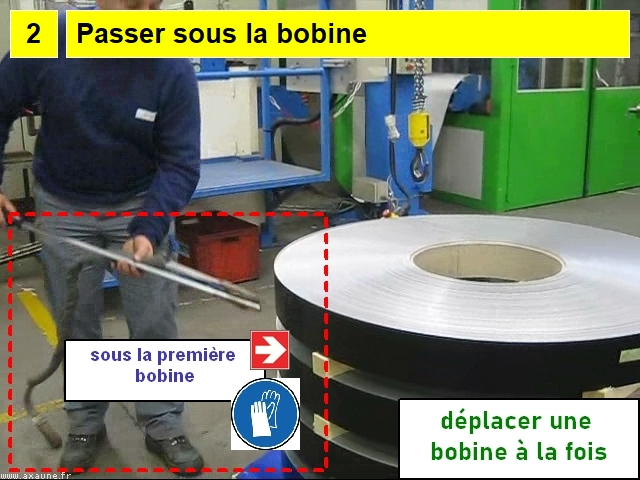 2 Passer sous la bobine
sous la première
bobine
déplacer une
bobine à la fois
www.axaune.fr